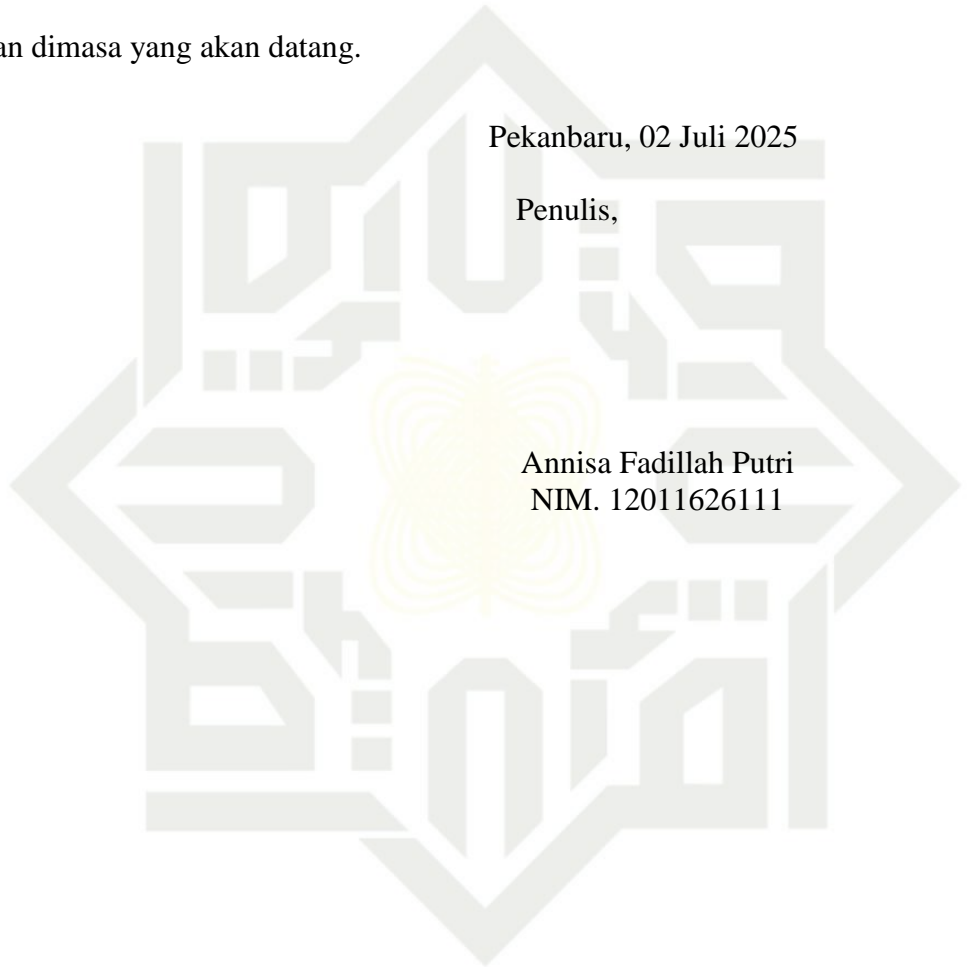 an dimasa yang akan datang.
Pekanbaru, 02 Juli 2025
Penulis,
Annisa Fadillah Putri
NIM. 12011626111